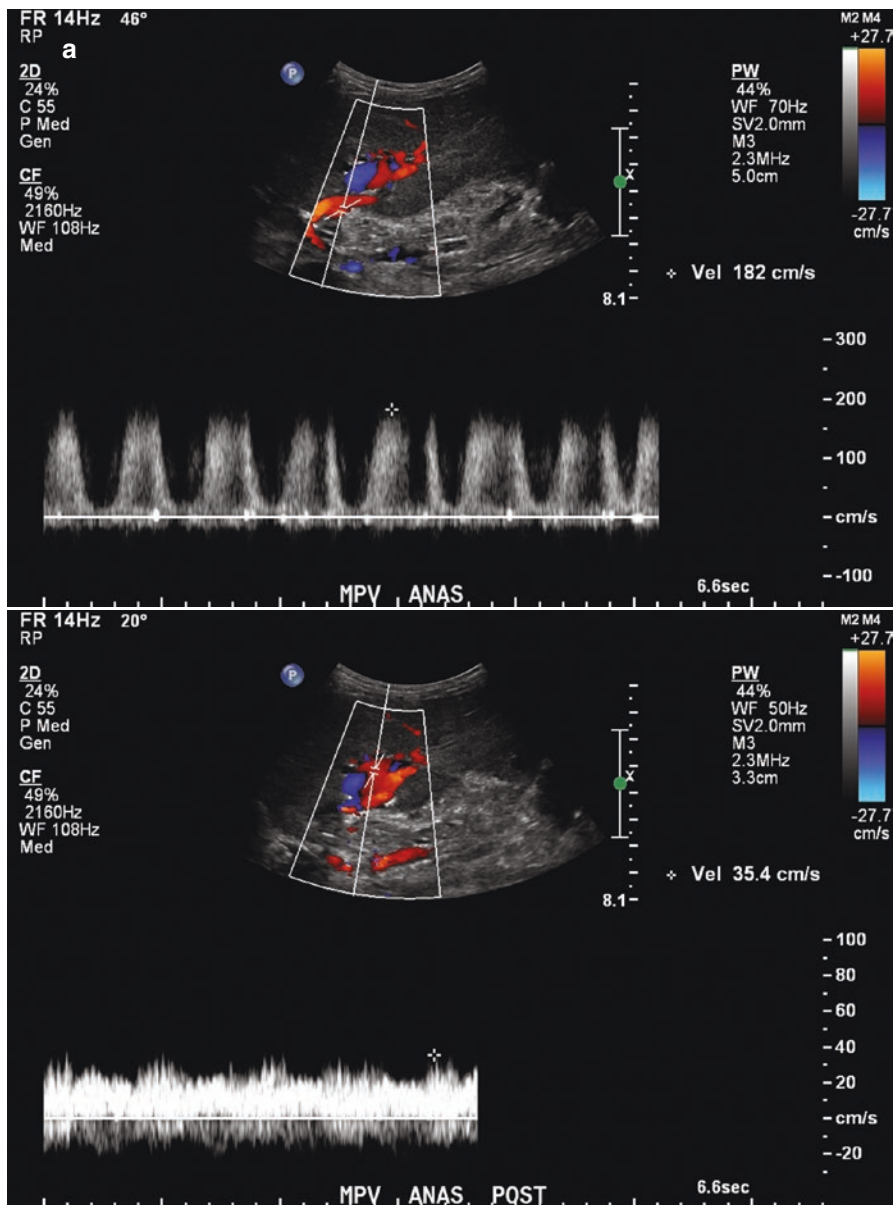 FR 14Hz 46°
RP
a
2D
24%
C 55
P Med
Gen
CF
49%
2160Hz
WF 108Hz
Med
P
PW
44%
WF 70Hz
SV2.0mm
M3
2.3MHz
5.0cm
M2 M4
+27.7
-27.7
cm/s
x
8.1
Vel 182 cm/s
300
200
100
cm/s
-100
6.6sec
MPV ANAS
FR 14Hz 20°
RP
2D
24%
C 55
P Med
Gen
CF
49%
2160Hz
WF 108Hz
Med
P
PW
44%
WF 50Hz
SV2.0mm
M3
2.3MHz
3.3cm
M2 M4
+27.7
-27.7
cm/s
x
8.1
Vel 35.4 cm/s
100
80
60
40
20
cm/s
-20
6.6sec
MPV ANAS POST